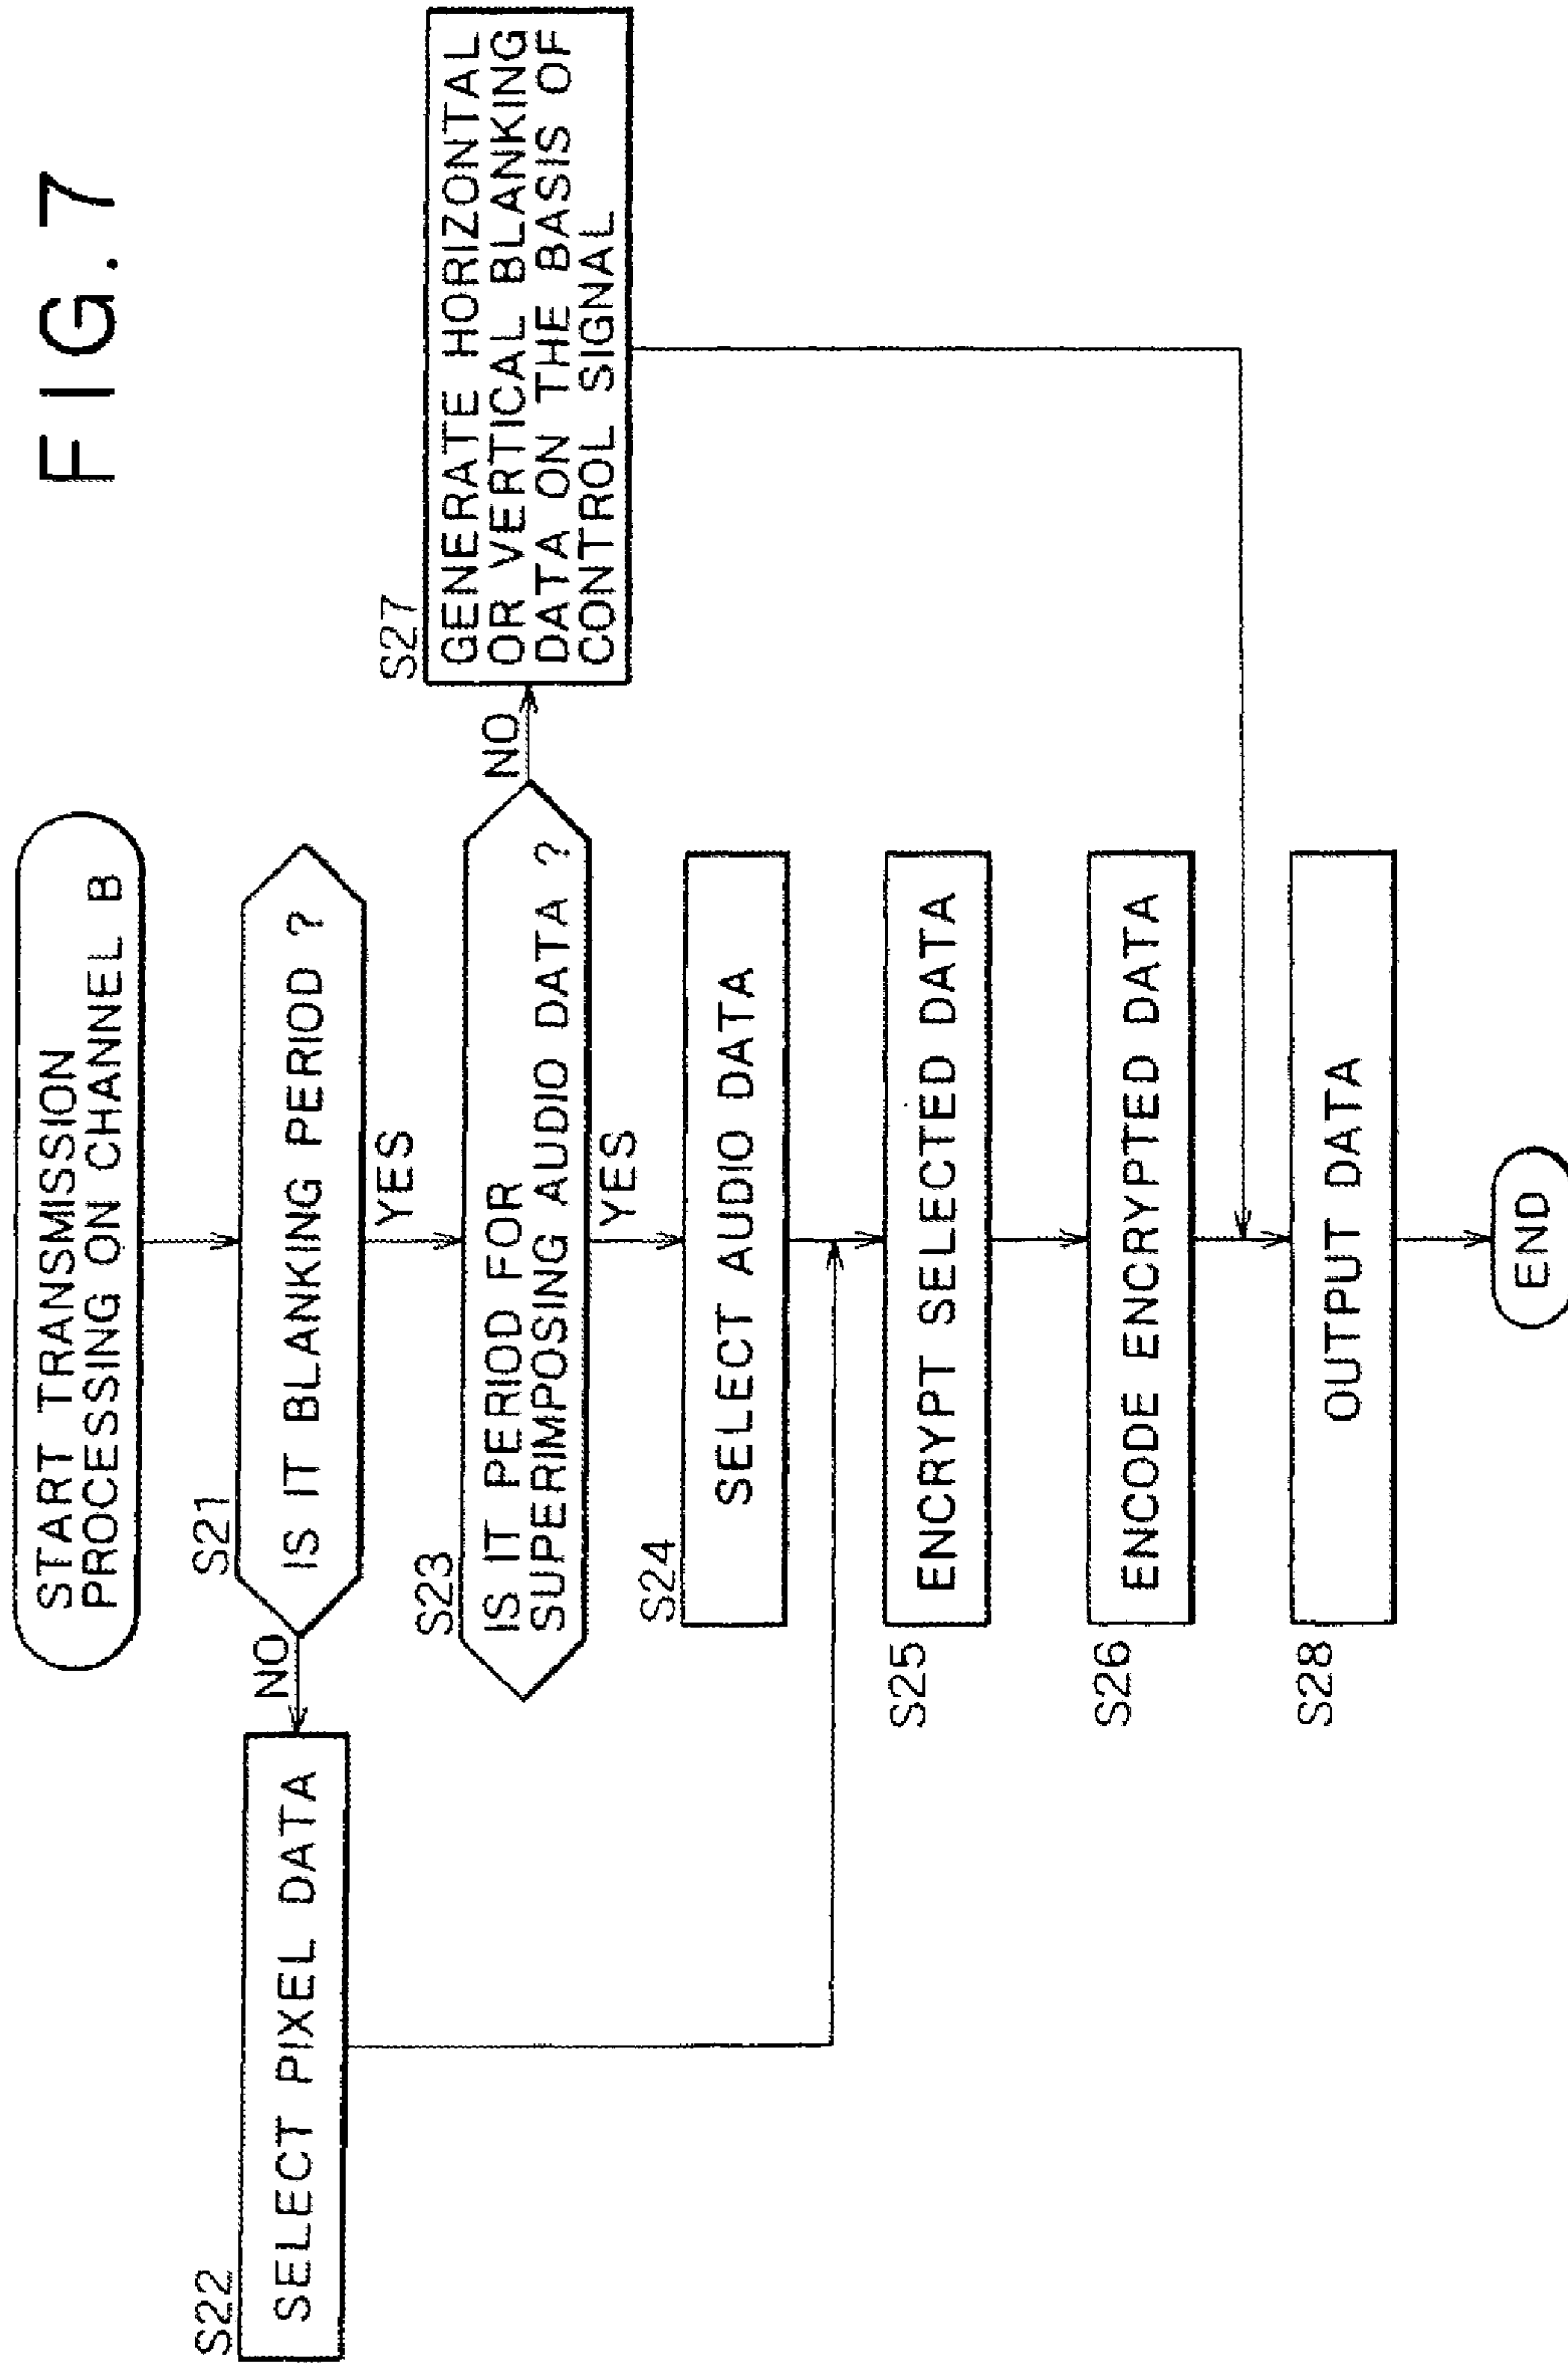 FIG. 7
START TRANSMISSION
PROCESSING ON CHANNEL B
S21
IS IT BLANKING PERIOD ?
NO
YES
S22
SELECT PIXEL DATA
S23
IS IT PERIOD FOR
SUPERIMPOSING AUDIO DATA ?
NO
YES
S27
GENERATE HORIZONTAL
OR VERTICAL BLANKING
DATA ON THE BASIS OF
CONTROL SIGNAL
S24
SELECT AUDIO DATA
S25
ENCRYPT SELECTED DATA
S26
ENCODE ENCRYPTED DATA
S28
OUTPUT DATA
END